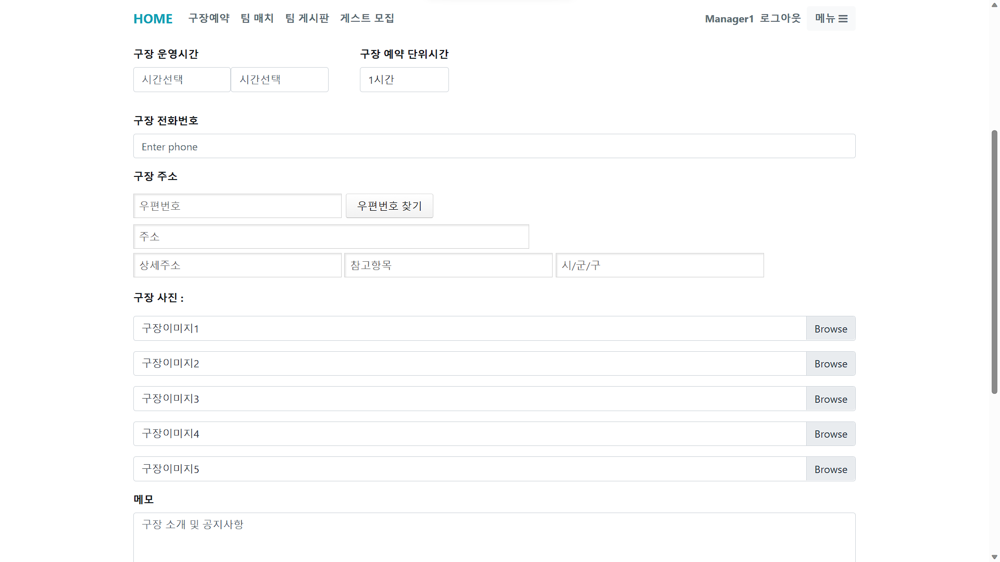 HOME 구장예약 팀 매치 팀 게시판 게스트 모집 Manager1 로그아웃 메뉴
구장 운영시간 구장 예약 단위시간
시간선택 시간선택 1시간
구장 전화번호
Enter phone
구장 주소
우편번호 우편번호 찾기
주소
상세주소 참고항목 시/군/구
구장 사진 :
구장이미지1 Browse
구장이미지2 Browse
구장이미지3 Browse
구장이미지4 Browse
구장이미지5 Browse
메모
구장 소개 및 공지사항